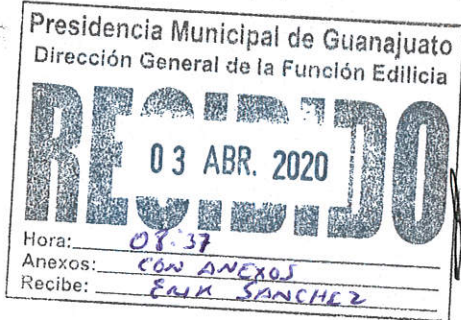 Presidencia Municipal de Guanajuato
Dirección General de la Función Edilicia
RECIBIDO
03 ABR. 2020
Hora: 08:37
Anexos: CON ANEXOS
Recibe: ERIK SANCHEZ